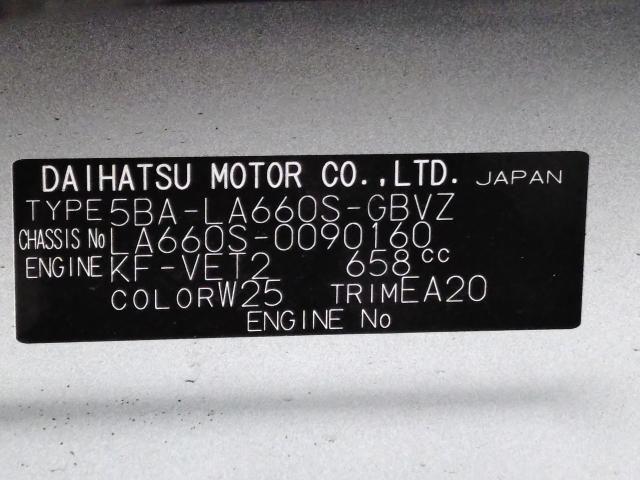 DAIHATSU MOTOR CO.,LTD. JAPAN
TYPE 5BA-LA660S-GBVZ
CHASSIS No LA660S-0090160
ENGINE KF-VET2 658cc
COLOR W25 TRIM EA20
ENGINE No